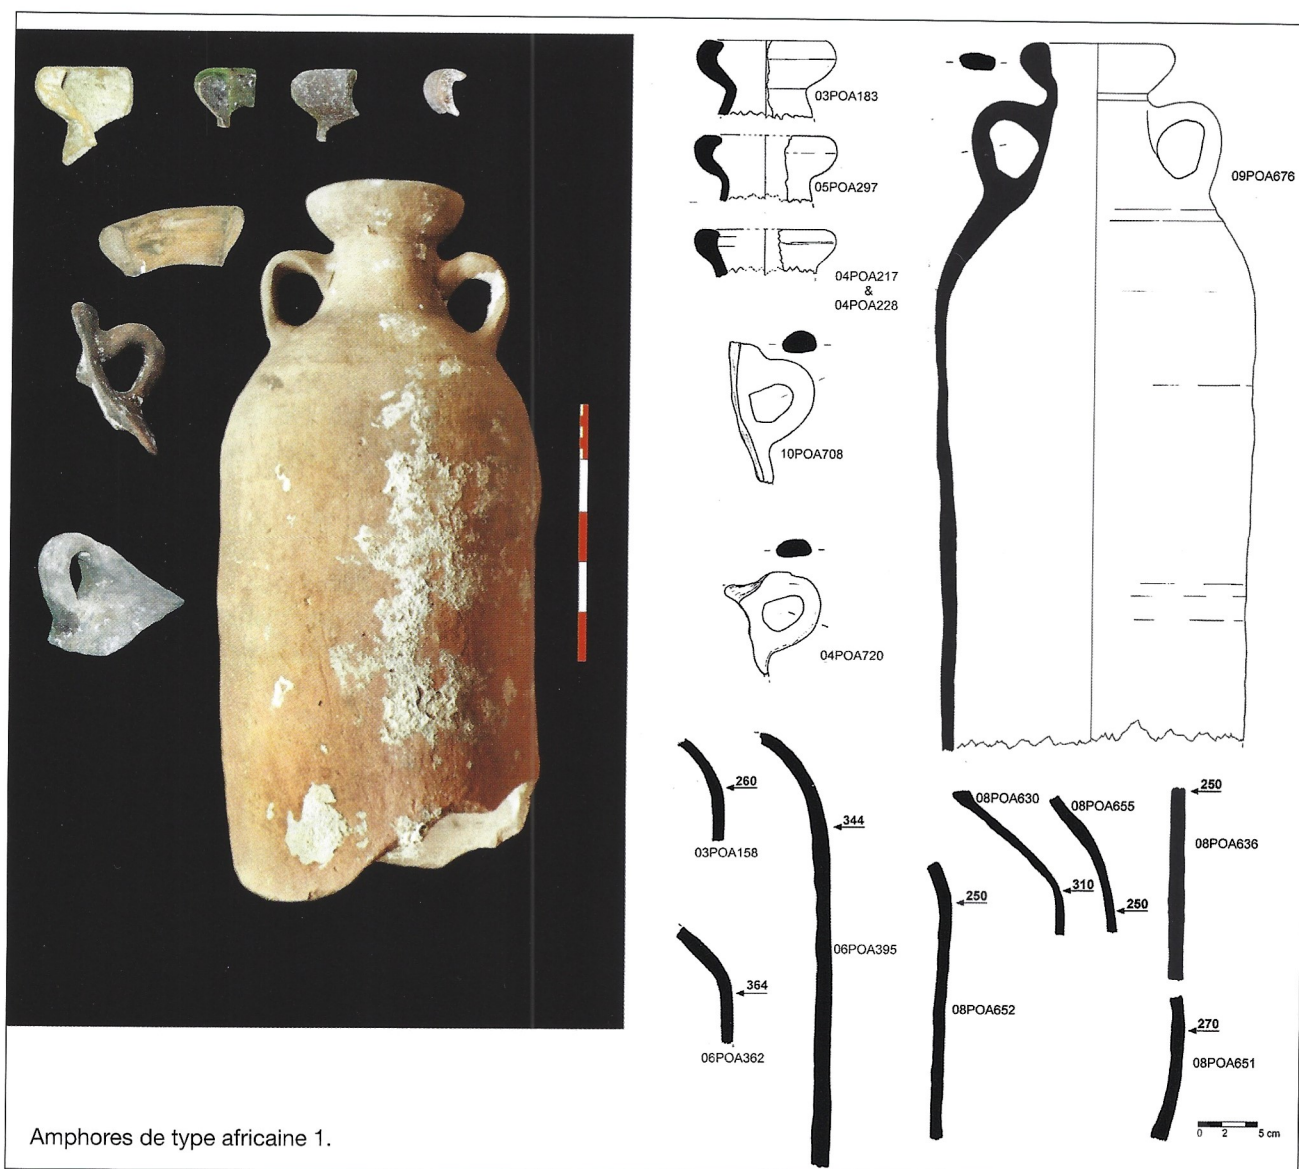 03POA183
09POA676
05POA297
04POA217
&
04POA228
10POA708
04POA720
260
03POA158
344
06POA395
364
06POA362
08POA630
310
08POA655
250
250
08POA652
250
08POA636
270
08POA651
0 2 5 cm
Amphores de type africaine 1.